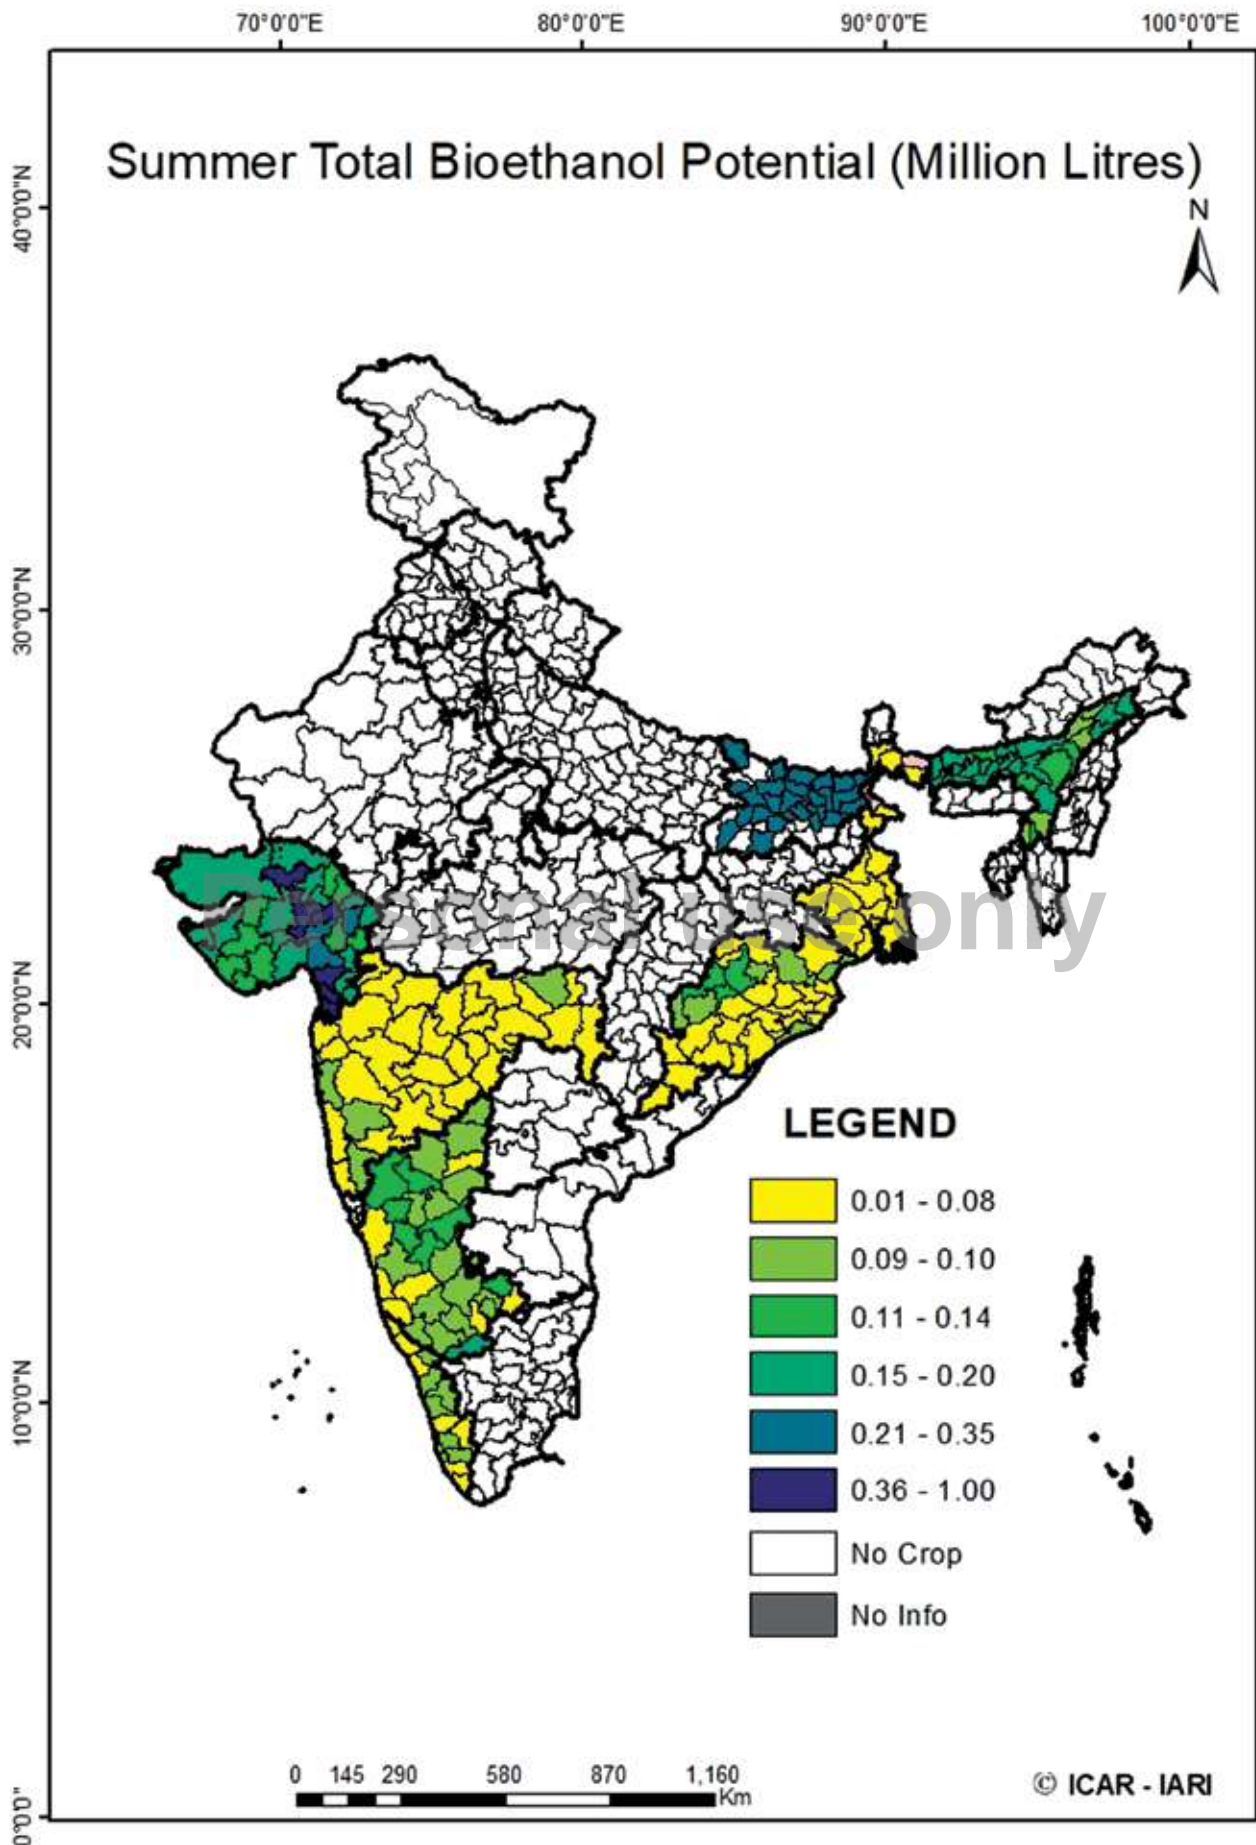 70°0'0"E 80°0'0"E 90°0'0"E 100°0'0"E
Summer Total Bioethanol Potential (Million Litres)
N
40°0'0"N
30°0'0"N
20°0'0"N
10°0'0"N
0°0'0"
Personal use only
LEGEND
0.01 - 0.08
0.09 - 0.10
0.11 - 0.14
0.15 - 0.20
0.21 - 0.35
0.36 - 1.00
No Crop
No Info
0 145 290 580 870 1,160
Km
© ICAR - IARI